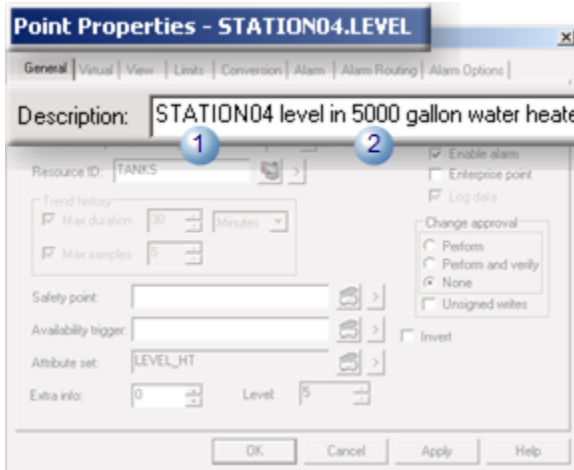 Point Properties - STATION04.LEVEL
General Virtual View Limits Conversion Alarm Alarm Routing Alarm Options
Description: STATION04 level in 5000 gallon water heate
1 2
Resource ID: TANKS
Enable alarm
Enterprise point
Log data
Trend history
Max duration 30 Minutes
Max samples 5
Change approval
Perform
Perform and verify
None
Unsigned writes
Safety point:
Availability trigger:
Invert
Attribute set: LEVEL_HT
Extra info: 0 Level: 5
OK Cancel Apply Help